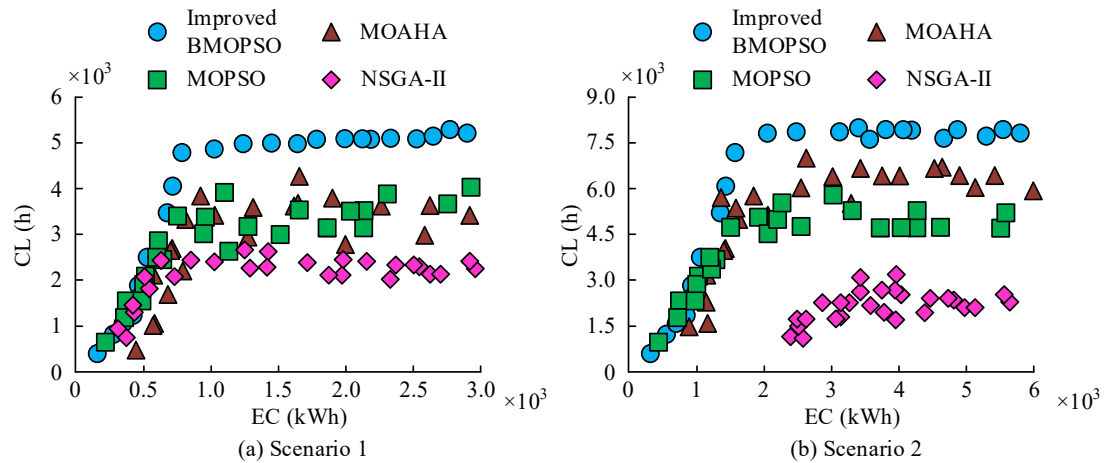 Improved
BMOPSO
MOAHA
MOPSO
NSGA-II
×10³
6
5
4
3
2
1
0
CL (h)
0
0.5
1.0
1.5
2.0
2.5
3.0
EC (kWh)
×10³
(a) Scenario 1
Improved
BMOPSO
MOAHA
MOPSO
NSGA-II
×10³
9.0
7.5
6.0
4.5
3.0
1.5
0
CL (h)
0
1
2
3
4
5
6
EC (kWh)
×10³
(b) Scenario 2